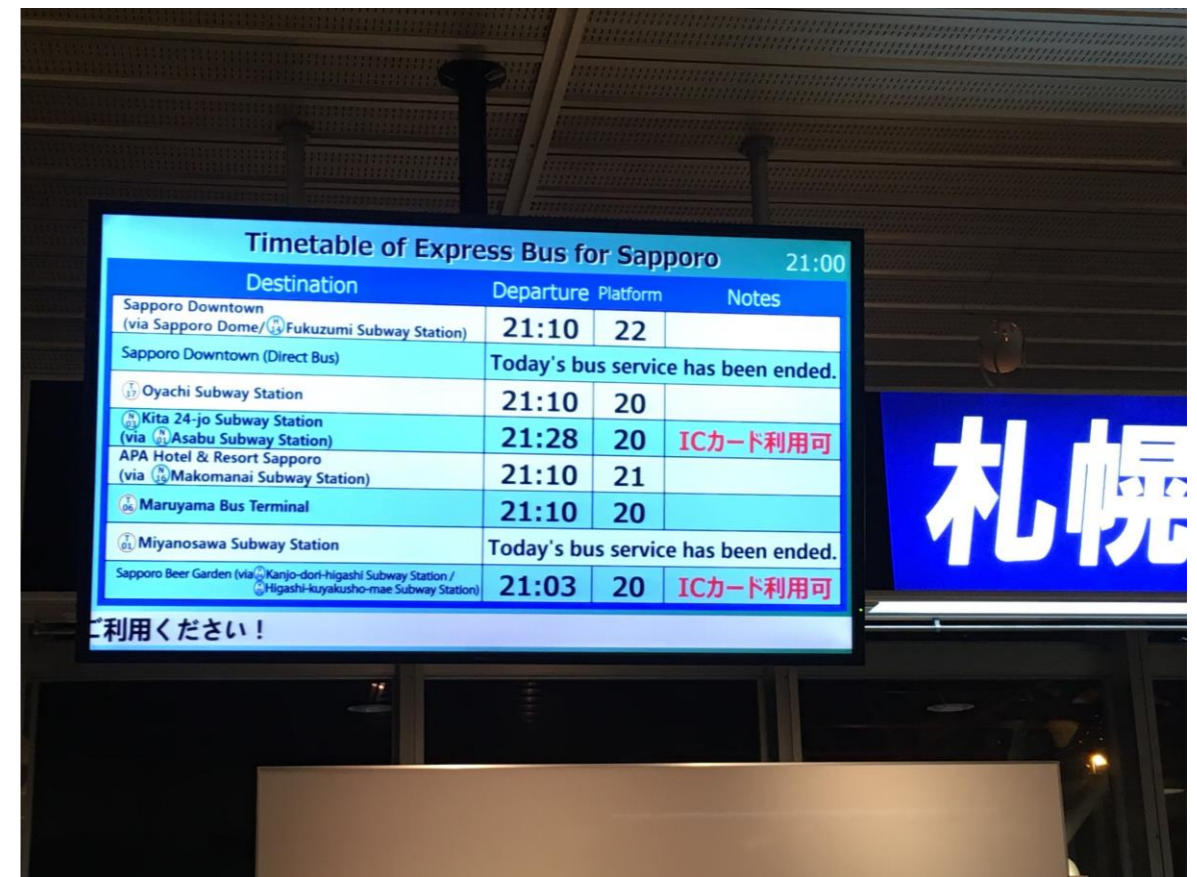 Timetable of Express Bus for Sapporo 21:00
Destination Departure Platform Notes
Sapporo Downtown
(via Sapporo Dome/Fukuzumi Subway Station) 21:10 22
Sapporo Downtown (Direct Bus) Today's bus service has been ended.
Oyachi Subway Station 21:10 20
Kita 24-jo Subway Station
(via Asabu Subway Station) 21:28 20 ICカード利用可
APA Hotel & Resort Sapporo
(via N16 Makomanai Subway Station) 21:10 21
T06 Maruyama Bus Terminal 21:10 20
T01 Miyanosawa Subway Station Today's bus service has been ended.
Sapporo Beer Garden (via Kanjo-dori-higashi Subway Station /
Higashi-kuyakusho-mae Subway Station) 21:03 20 ICカード利用可
ご利用ください！
札幌